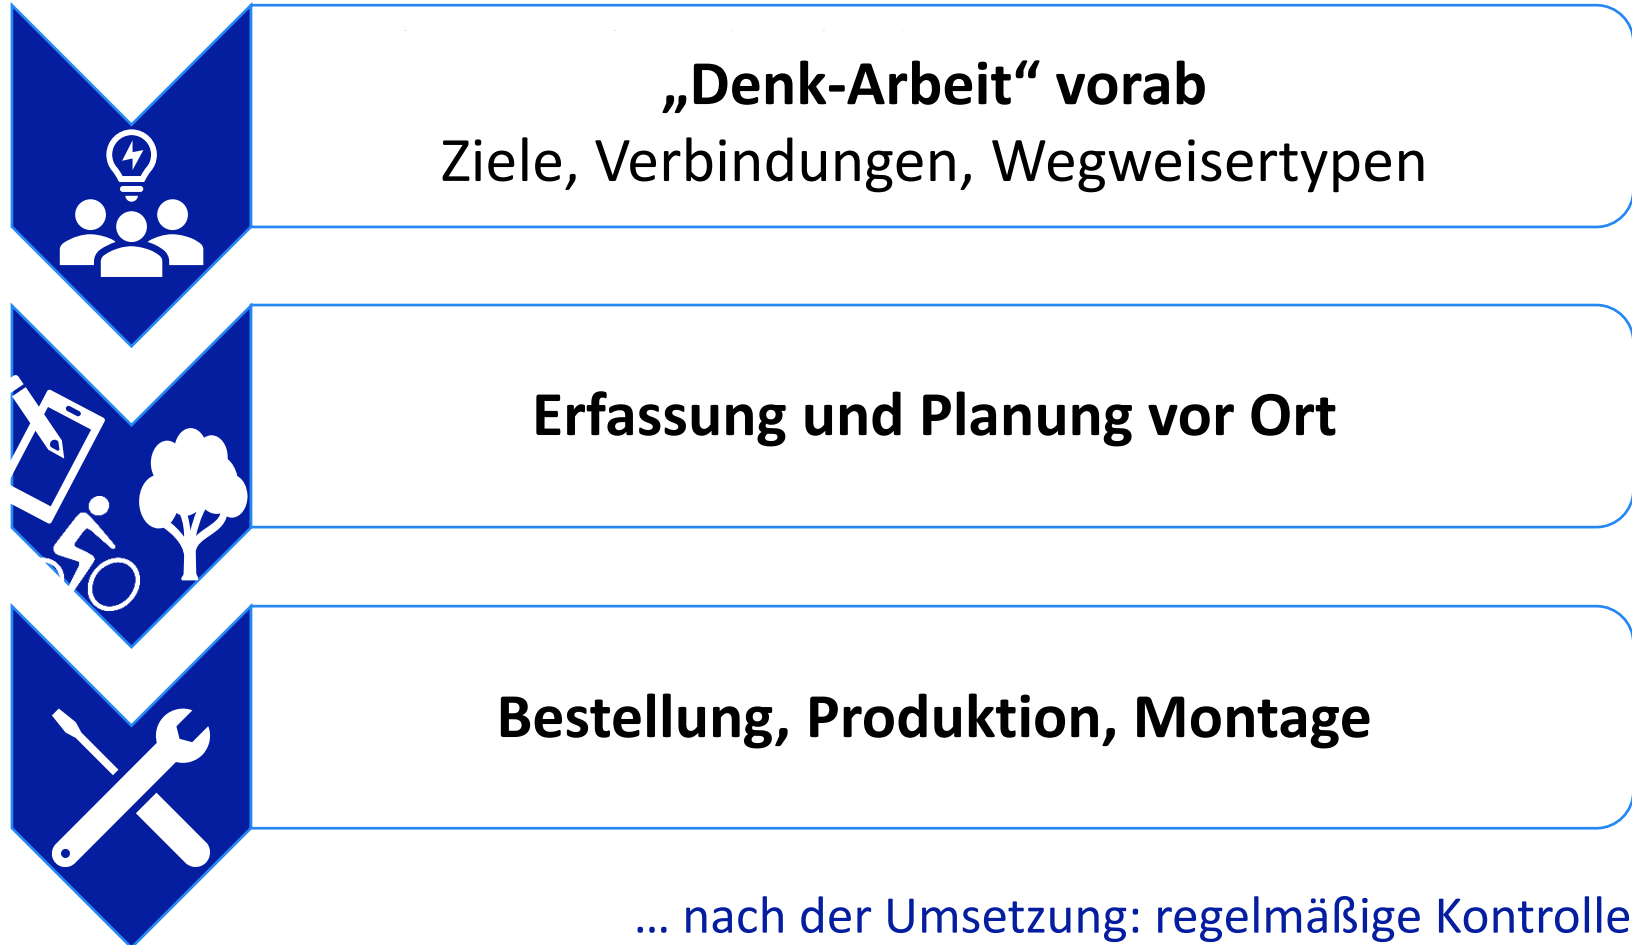 „Denk-Arbeit“ vorab
Ziele, Verbindungen, Wegweisertypen
Erfassung und Planung vor Ort
Bestellung, Produktion, Montage
... nach der Umsetzung: regelmäßige Kontrolle